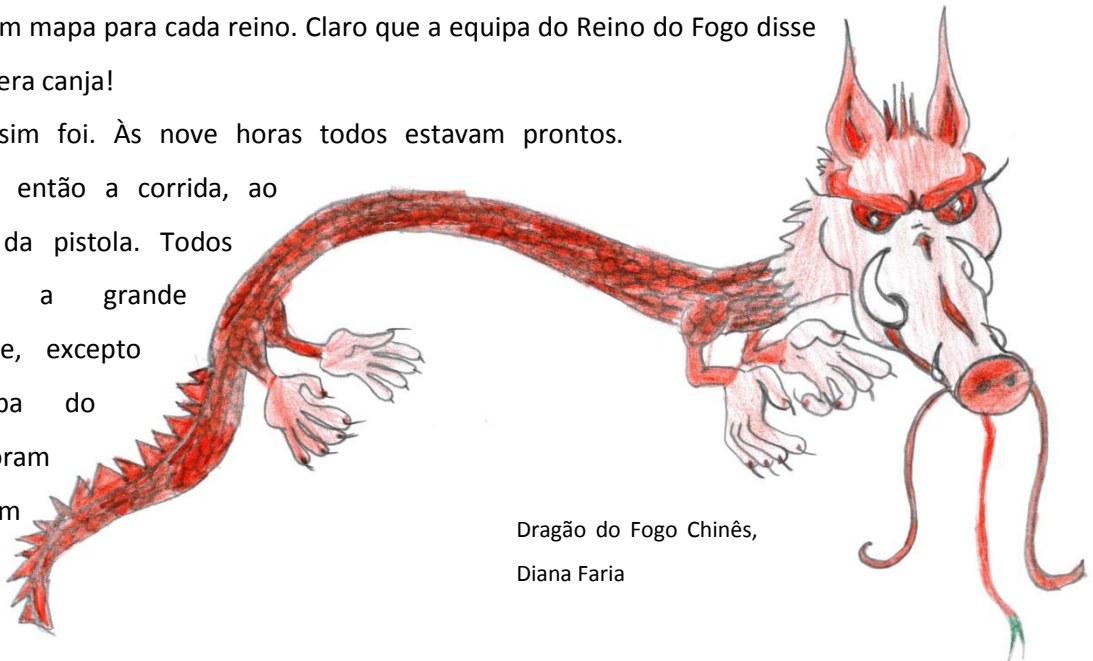 m mapa para cada reino. Claro que a equipa do Reino do Fogo disse
era canja!
sim foi. Às nove horas todos estavam prontos.
então a corrida, ao
da pistola. Todos
a grande
e, excepto
pa do
oram
m
Dragão do Fogo Chinês,
Diana Faria